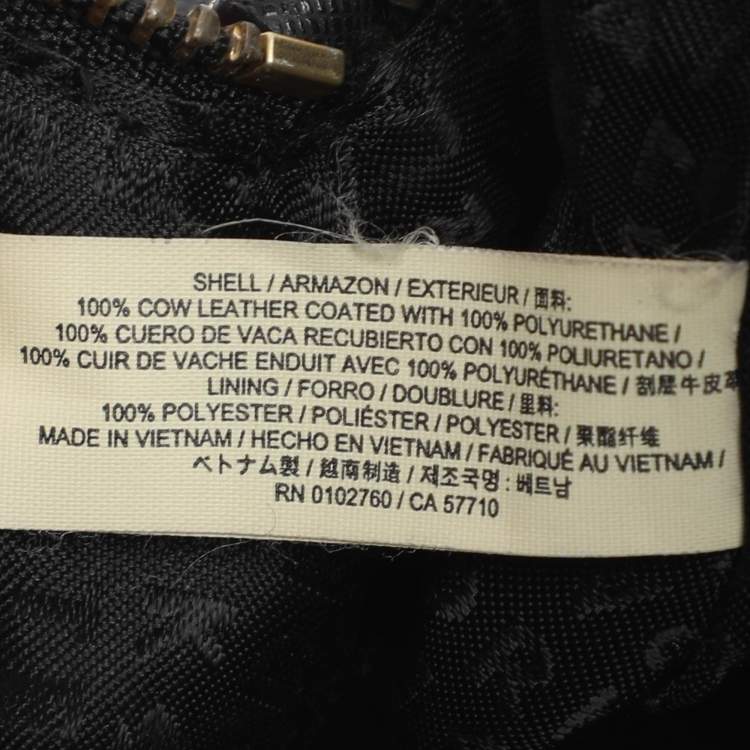 SHELL / ARMAZON / EXTERIEUR / 面料:
100% COW LEATHER COATED WITH 100% POLYURETHANE /
100% CUERO DE VACA RECUBIERTO CON 100% POLIURETANO /
100% CUIR DE VACHE ENDUIT AVEC 100% POLYURÉTHANE / 剖层牛皮革
LINING / FORRO / DOUBLURE / 里料:
100% POLYESTER / POLIÉSTER / POLYESTER / 聚酯纤维
MADE IN VIETNAM / HECHO EN VIETNAM / FABRIQUÉ AU VIETNAM /
ベトナム製 / 越南制造 / 제조국명 : 베트남
RN 0102760 / CA 57710